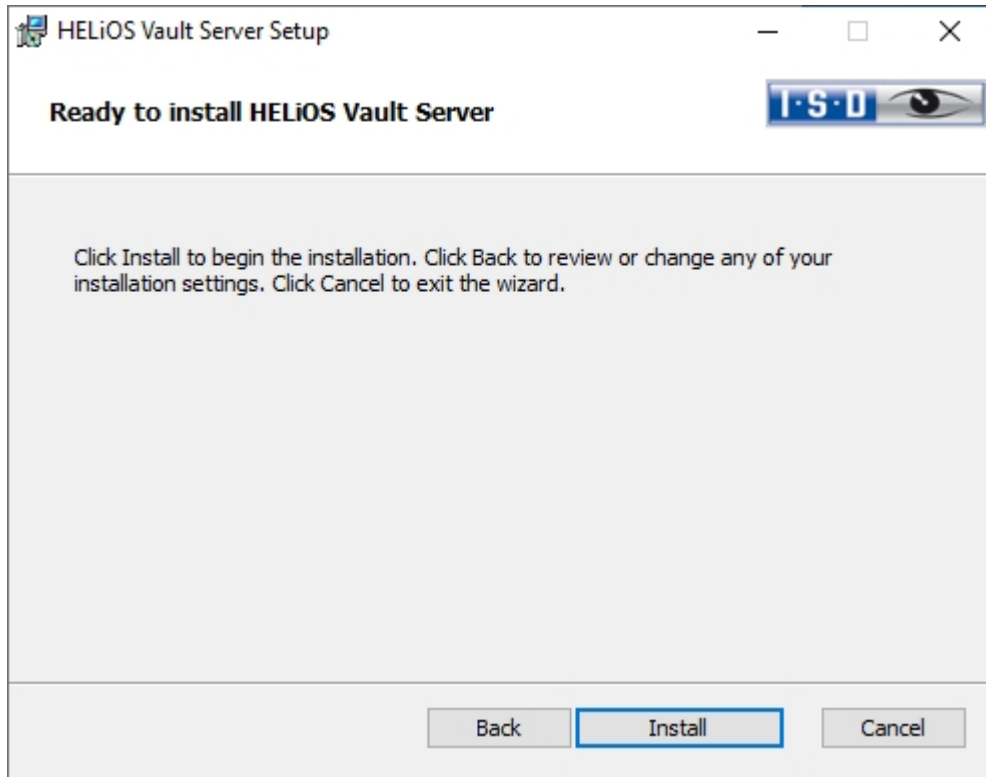 HELiOS Vault Server Setup
Ready to install HELiOS Vault Server
I·S·D
Click Install to begin the installation. Click Back to review or change any of your
installation settings. Click Cancel to exit the wizard.
Back
Install
Cancel